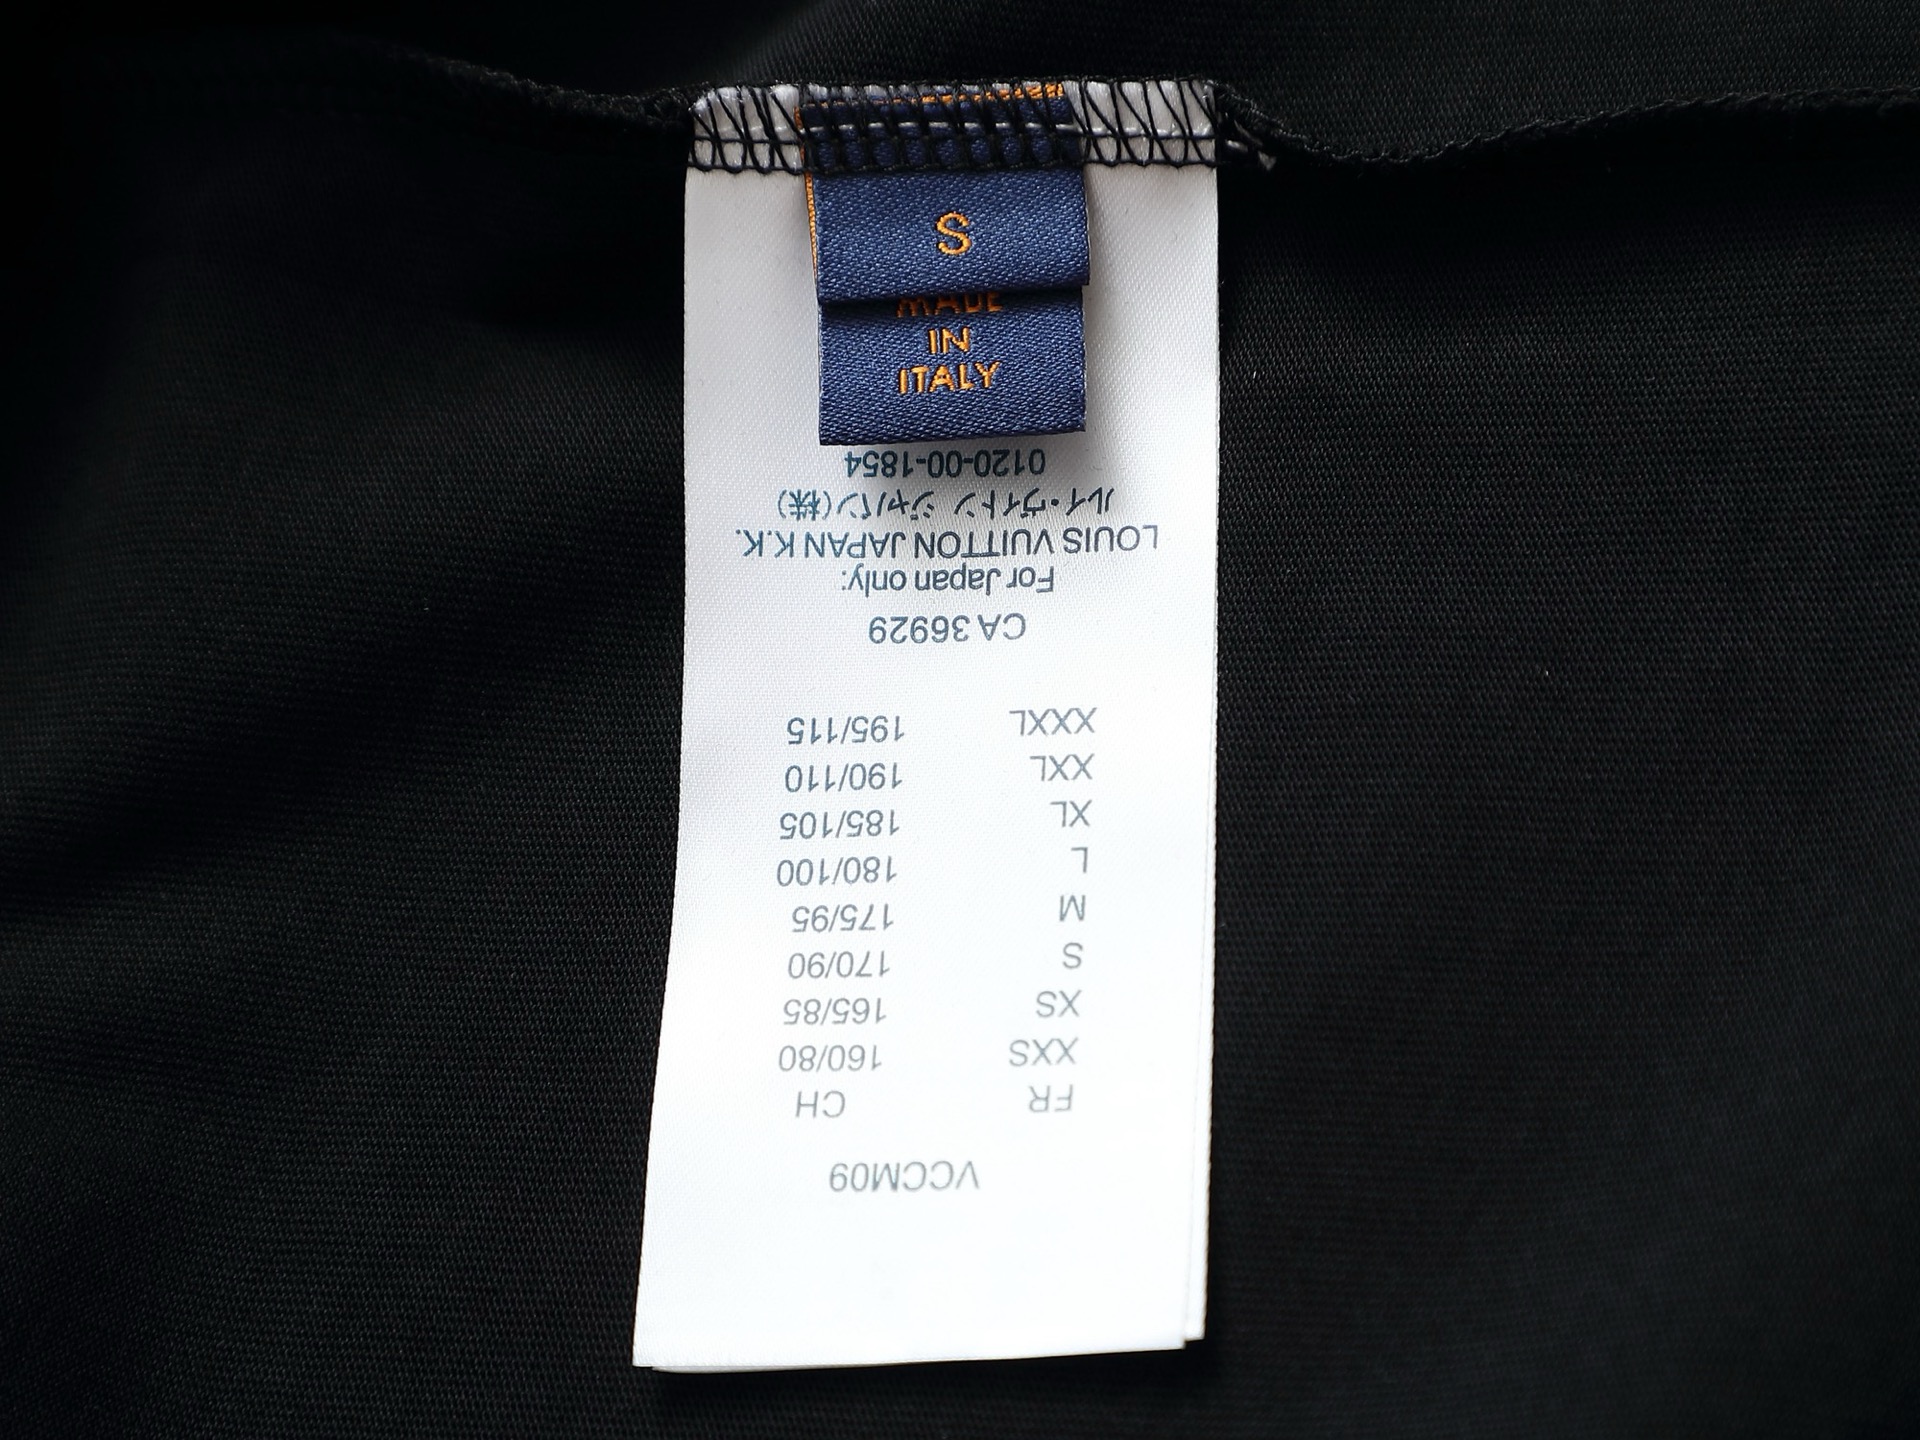 S
MADE
IN
ITALY
VCCM09
FR CH
XXS 160/80
XS 165/85
S 170/90
M 175/95
L 180/100
XL 185/105
XXL 190/110
XXXL 195/115
CA 36929
For Japan only:
LOUIS VUITTON JAPAN K.K.
ルイ・ヴィトン ジャパン(株)
0120-00-1854